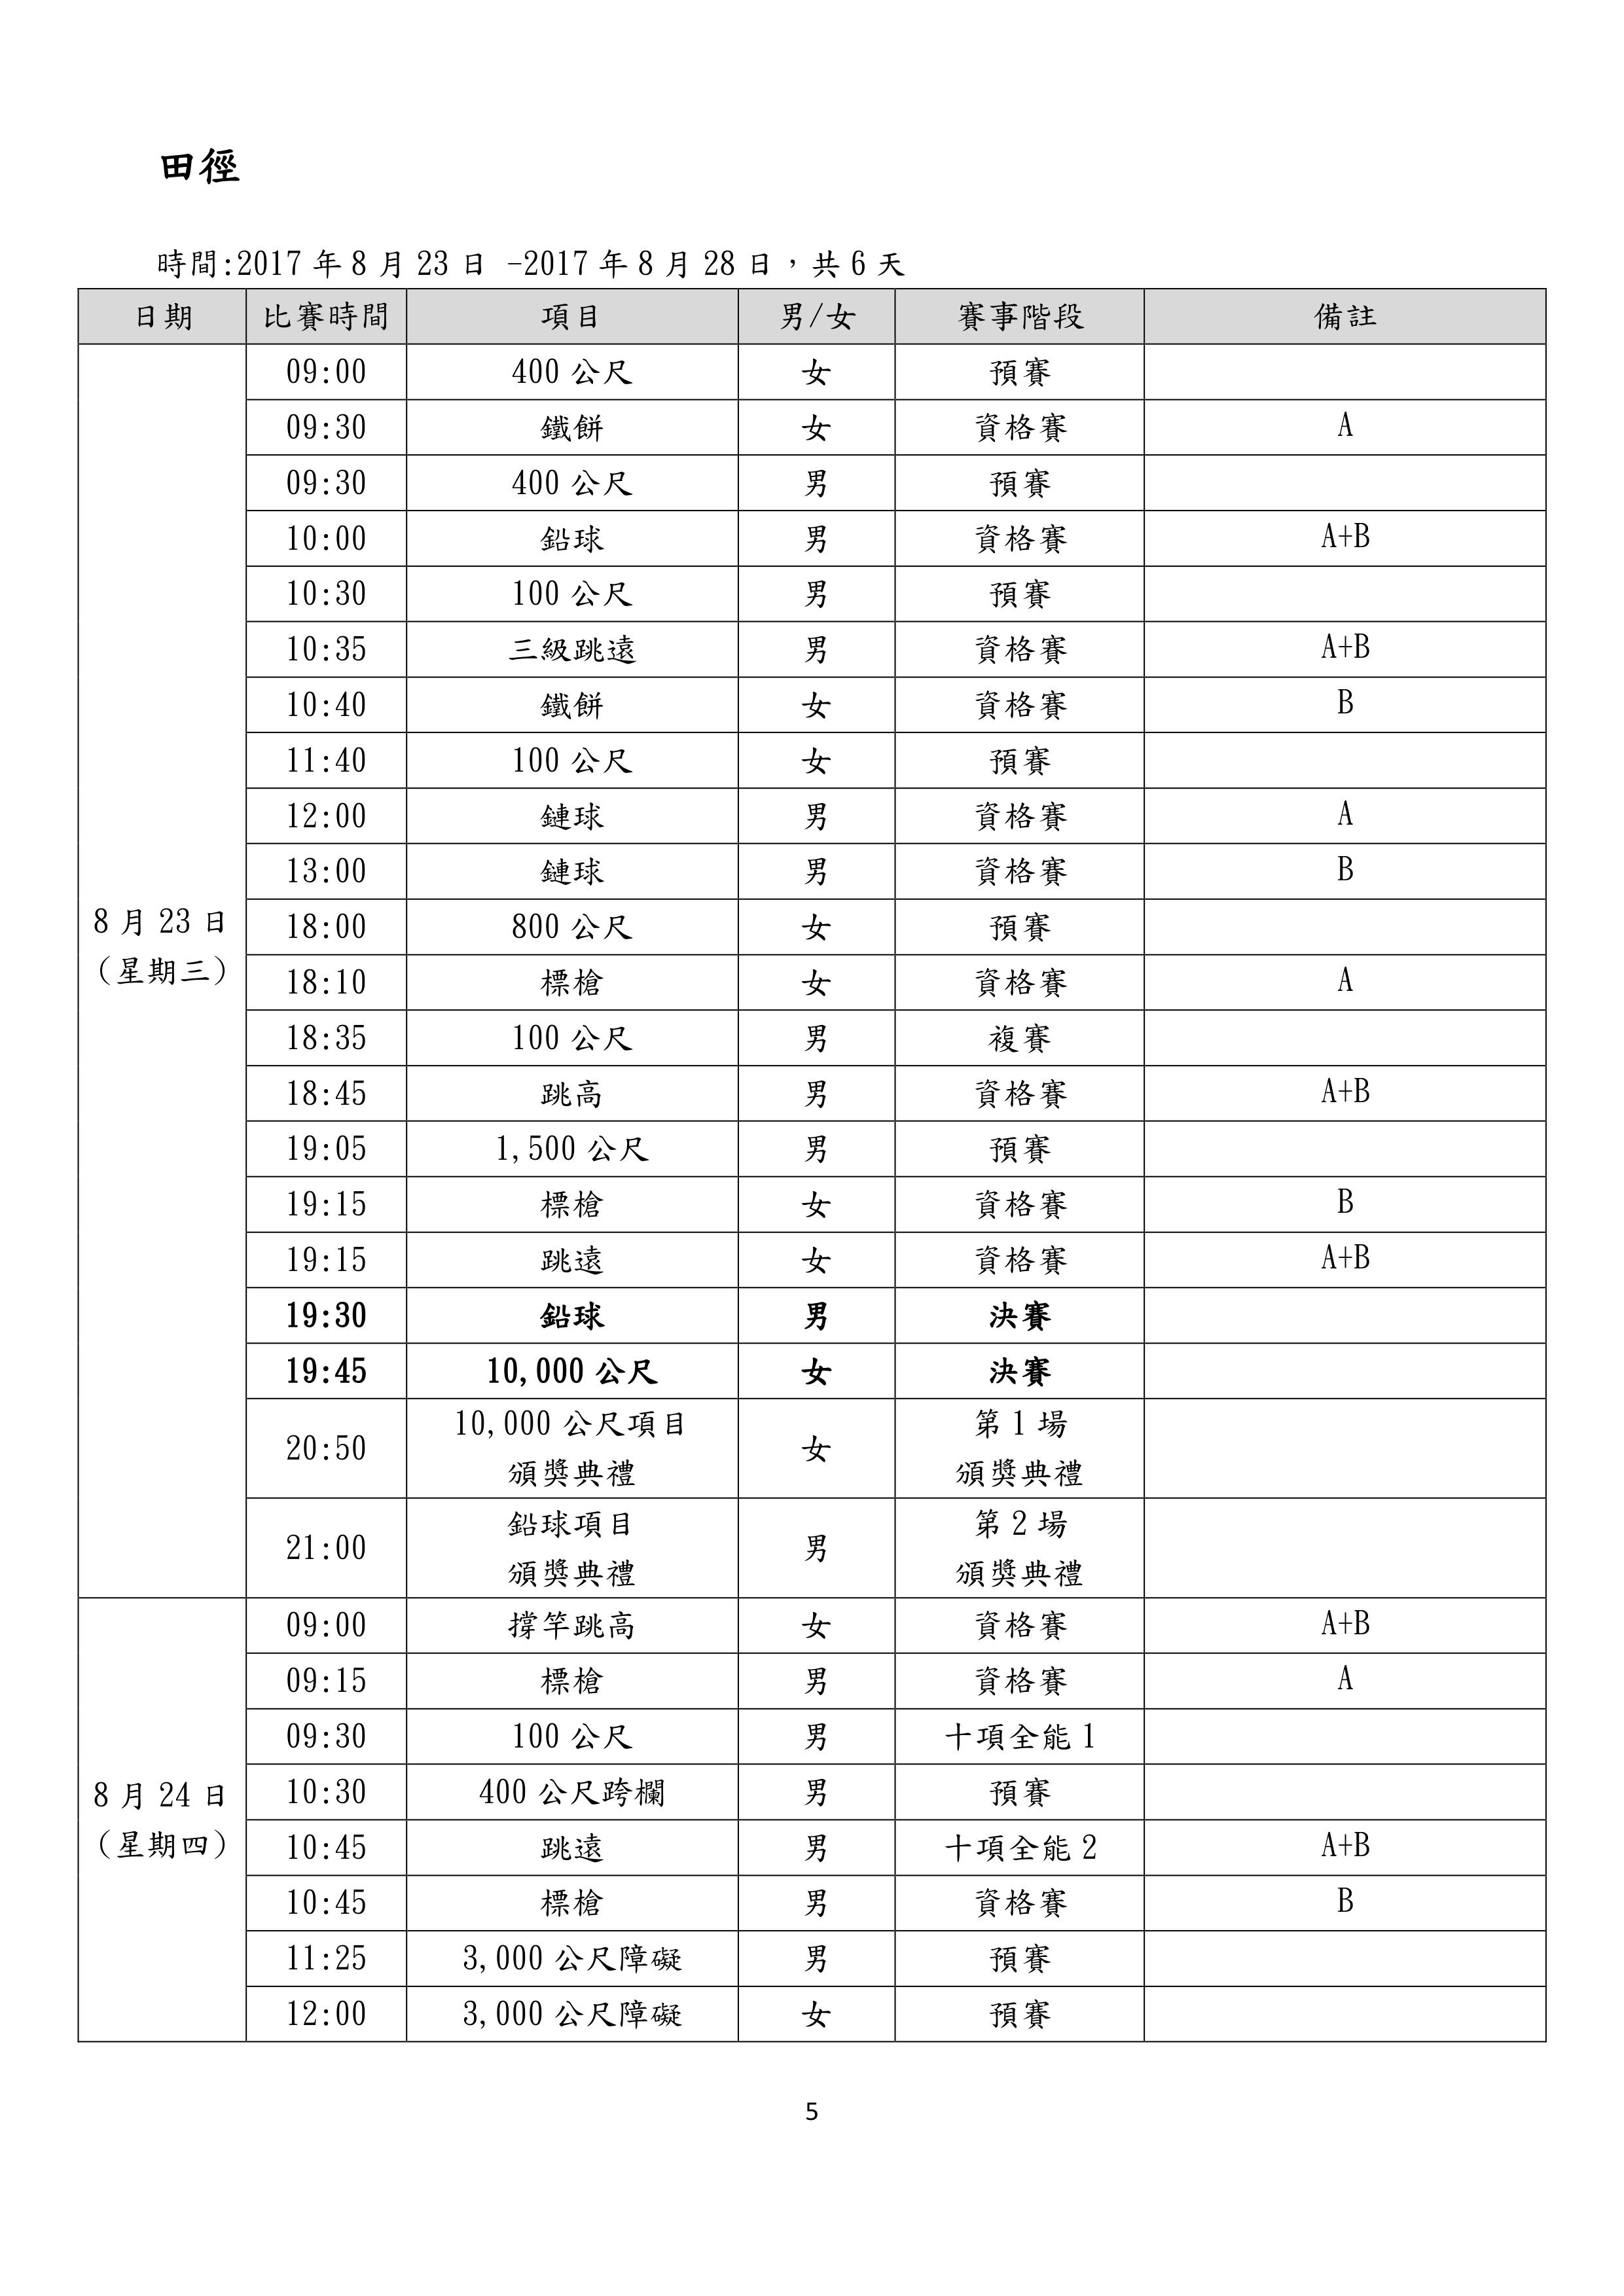 田徑
時間:2017 年 8 月 23 日 -2017 年 8 月 28 日，共 6 天
日期 比賽時間 項目 男/女 賽事階段 備註
8 月 23 日
（星期三）
09:00 400 公尺 女 預賽
09:30 鐵餅 女 資格賽 A
09:30 400 公尺 男 預賽
10:00 鉛球 男 資格賽 A+B
10:30 100 公尺 男 預賽
10:35 三級跳遠 男 資格賽 A+B
10:40 鐵餅 女 資格賽 B
11:40 100 公尺 女 預賽
12:00 鏈球 男 資格賽 A
13:00 鏈球 男 資格賽 B
18:00 800 公尺 女 預賽
18:10 標槍 女 資格賽 A
18:35 100 公尺 男 複賽
18:45 跳高 男 資格賽 A+B
19:05 1,500 公尺 男 預賽
19:15 標槍 女 資格賽 B
19:15 跳遠 女 資格賽 A+B
19:30 鉛球 男 決賽
19:45 10,000 公尺 女 決賽
20:50 10,000 公尺項目 女 第 1 場
頒獎典禮 頒獎典禮
21:00 鉛球項目 男 第 2 場
頒獎典禮 頒獎典禮
8 月 24 日
（星期四）
09:00 撐竿跳高 女 資格賽 A+B
09:15 標槍 男 資格賽 A
09:30 100 公尺 男 十項全能 1
10:30 400 公尺跨欄 男 預賽
10:45 跳遠 男 十項全能 2 A+B
10:45 標槍 男 資格賽 B
11:25 3,000 公尺障礙 男 預賽
12:00 3,000 公尺障礙 女 預賽
5